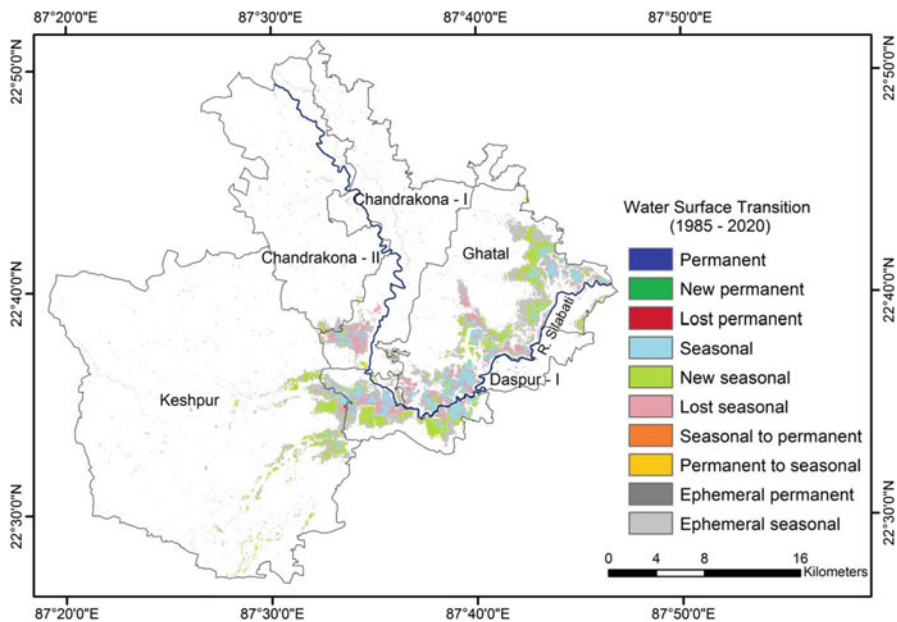 87°20'0"E 87°30'0"E 87°40'0"E 87°50'0"E
22°50'0"N 22°50'0"N
Chandrakona - I
Ghatal
Chandrakona - II
22°40'0"N 22°40'0"N
R. Silabati
Daspur - I
Keshpur
22°30'0"N 22°30'0"N
Water Surface Transition
(1985 - 2020)
Permanent
New permanent
Lost permanent
Seasonal
New seasonal
Lost seasonal
Seasonal to permanent
Permanent to seasonal
Ephemeral permanent
Ephemeral seasonal
0 4 8 16
Kilometers
87°20'0"E 87°30'0"E 87°40'0"E 87°50'0"E